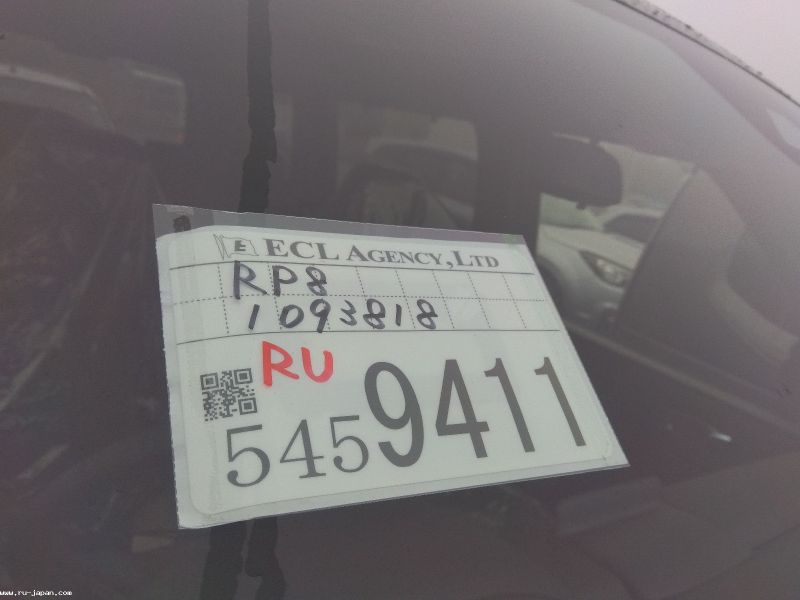 ECL AGENCY,LTD
RP8
1093818
RU
5459411
www.ru-japan.com